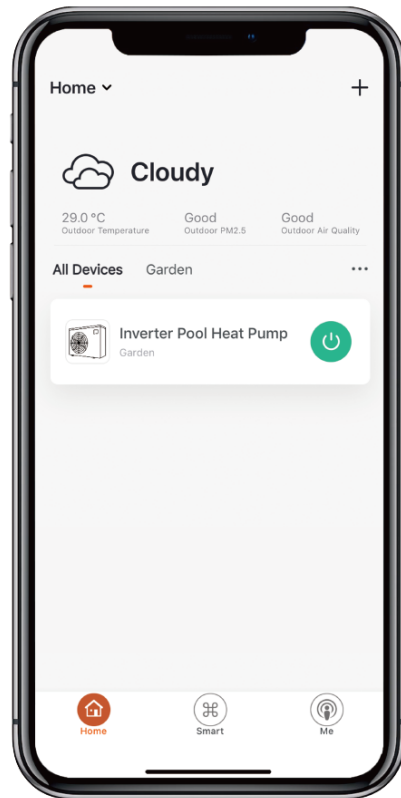 Home
Cloudy
29.0 °C Good Good
Outdoor Temperature Outdoor PM2.5 Outdoor Air Quality
All Devices Garden
Inverter Pool Heat Pump
Garden
Home Smart Me